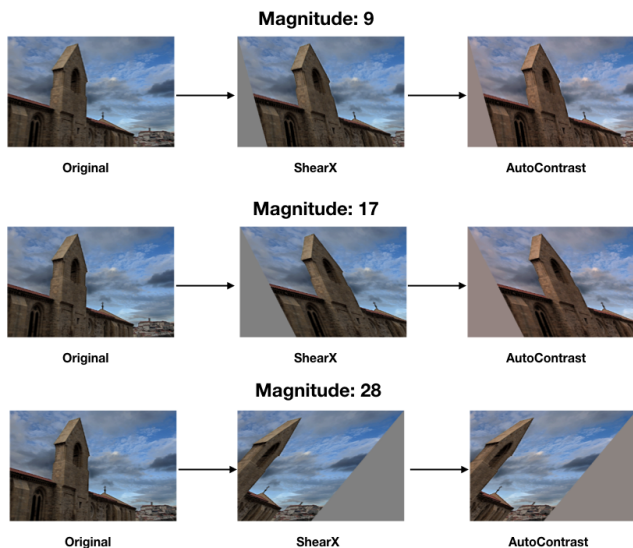 Magnitude: 9
Original
ShearX
AutoContrast
Magnitude: 17
Original
ShearX
AutoContrast
Magnitude: 28
Original
ShearX
AutoContrast